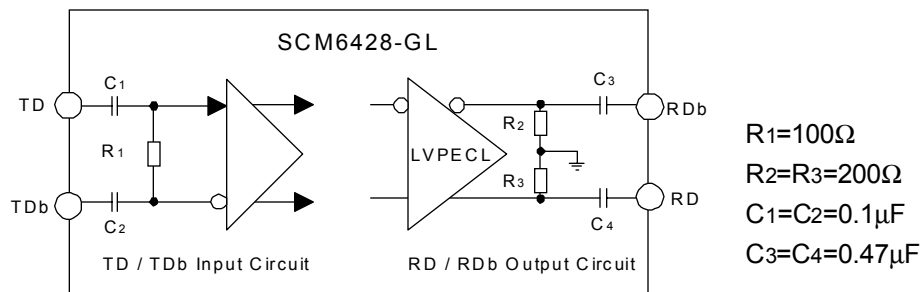 SCM6428-GL
C1
C3
TD
RDb
R1
R2
LVPECL
R3
TDb
RD
C2
C4
TD / TDb Input Circuit
RD / RDb Output Circuit
R1=100Ω
R2=R3=200Ω
C1=C2=0.1μF
C3=C4=0.47μF